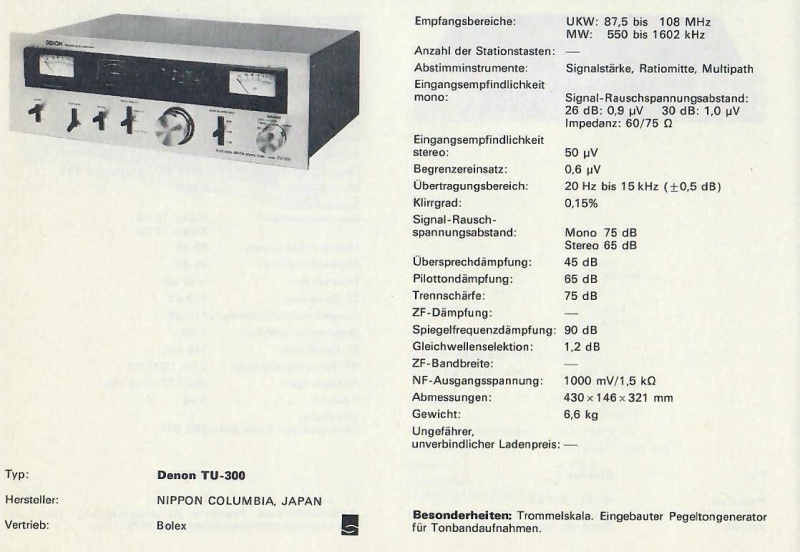 DENON
Empfangsbereiche: UKW: 87,5 bis 108 MHz
MW: 550 bis 1602 kHz
Anzahl der Stationstasten: —
Abstimminstrumente: Signalstärke, Ratiomitte, Multipath
Eingangsempfindlichkeit
mono: Signal-Rauschspannungsabstand:
26 dB: 0,9 µV 30 dB: 1,0 µV
Impedanz: 60/75 Ω
Eingangsempfindlichkeit
stereo: 50 µV
Begrenzereinsatz: 0,6 µV
Übertragungsbereich: 20 Hz bis 15 kHz (±0,5 dB)
Klirrgrad: 0,15%
Signal-Rausch-
spannungsabstand: Mono 75 dB
Stereo 65 dB
Übersprechdämpfung: 45 dB
Pilottondämpfung: 65 dB
Trennschärfe: 75 dB
ZF-Dämpfung: —
Spiegelfrequenzdämpfung: 90 dB
Gleichwellenselektion: 1,2 dB
ZF-Bandbreite: —
NF-Ausgangsspannung: 1000 mV/1,5 kΩ
Abmessungen: 430 × 146 × 321 mm
Gewicht: 6,6 kg
Ungefährer,
unverbindlicher Ladenpreis: —
Typ: Denon TU-300
Hersteller: NIPPON COLUMBIA, JAPAN
Vertrieb: Bolex
Besonderheiten: Trommelskala. Eingebauter Pegeltongenerator
für Tonbandaufnahmen.